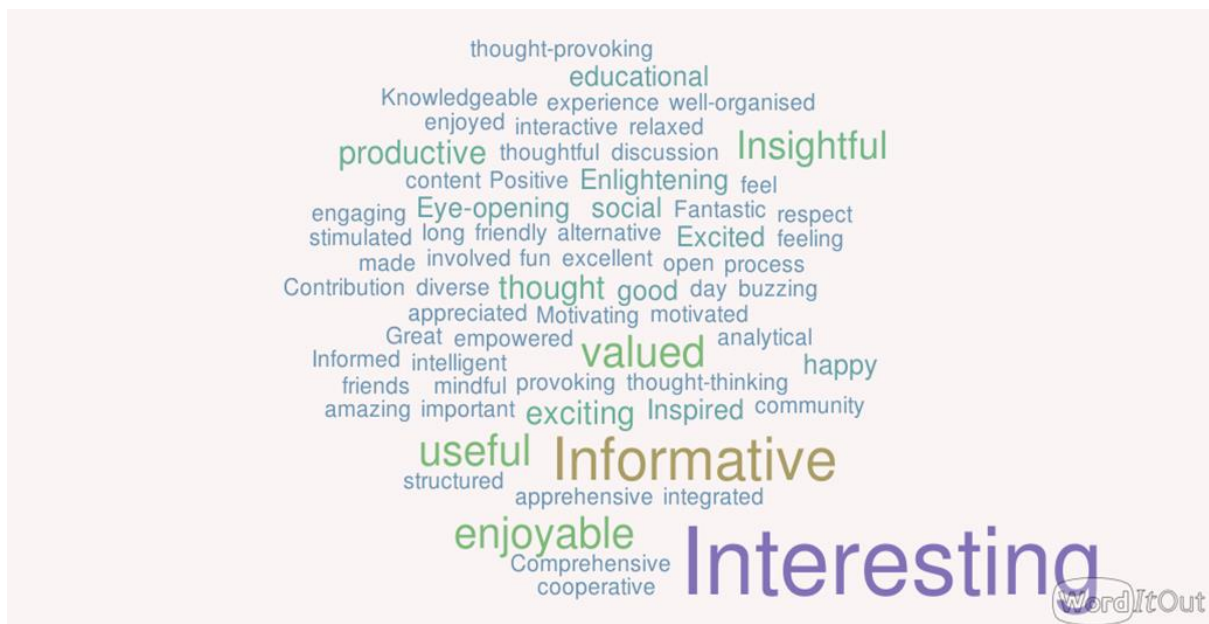 thought-provoking
educational
Knowledgeable experience well-organised
enjoyed interactive relaxed
productive thoughtful discussion Insightful
content Positive Enlightening feel
engaging Eye-opening social Fantastic respect
stimulated long friendly alternative Excited feeling
made involved fun excellent open process
Contribution diverse thought good day buzzing
appreciated Motivating motivated
Great empowered valued analytical
Informed intelligent happy
friends mindful provoking thought-thinking
amazing important exciting Inspired community
useful Informative
structured
apprehensive integrated
enjoyable Interesting
Comprehensive
cooperative
WordItOut